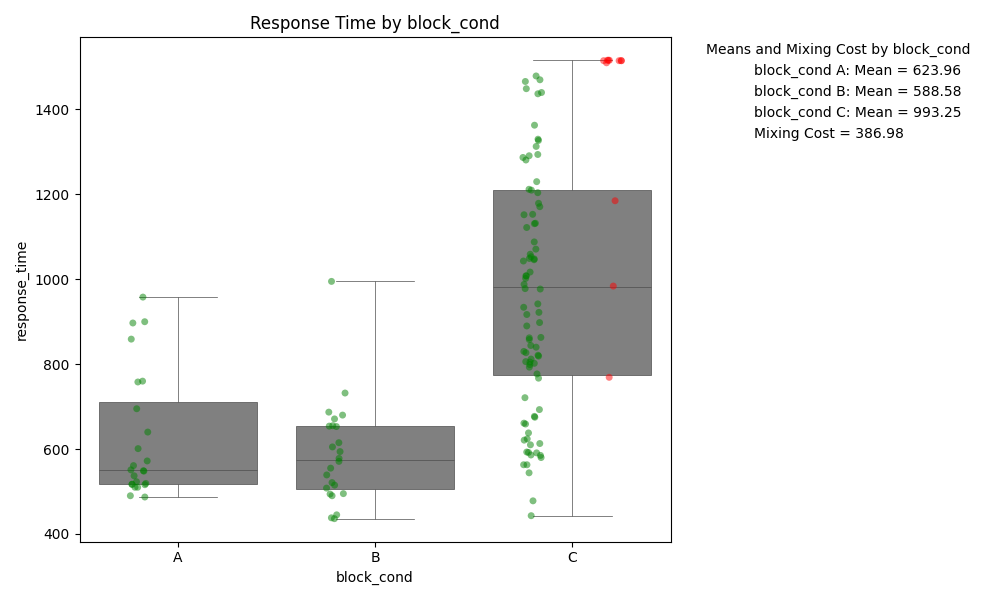 Response Time by block_cond
Means and Mixing Cost by block_cond
block_cond A: Mean = 623.96
block_cond B: Mean = 588.58
block_cond C: Mean = 993.25
Mixing Cost = 386.98
response_time
1400
1200
1000
800
600
400
A
B
C
block_cond